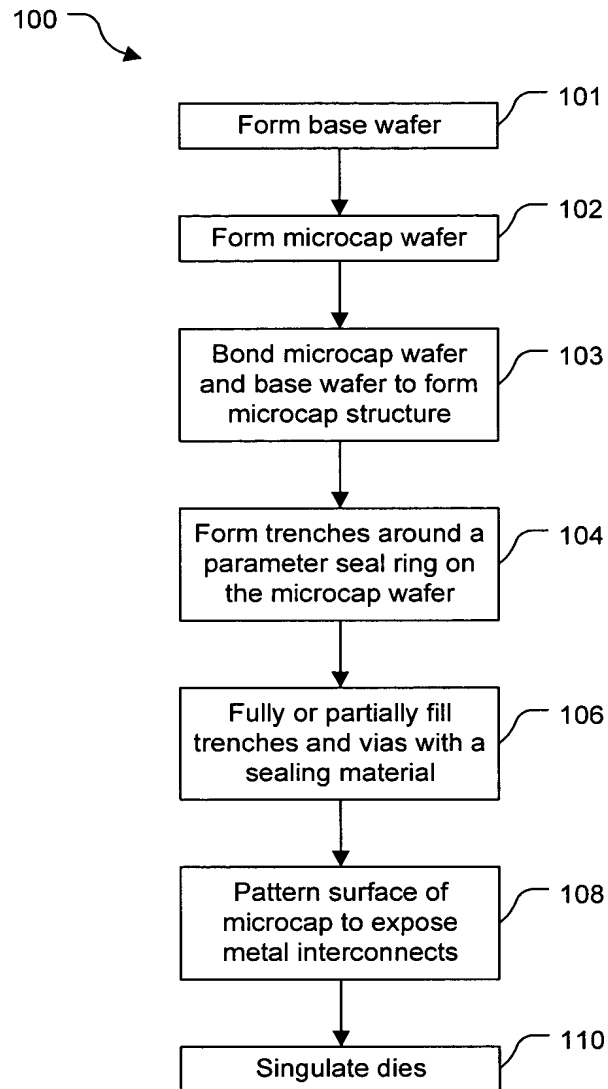 100
101
Form base wafer
102
Form microcap wafer
103
Bond microcap wafer
and base wafer to form
microcap structure
104
Form trenches around a
parameter seal ring on
the microcap wafer
106
Fully or partially fill
trenches and vias with a
sealing material
108
Pattern surface of
microcap to expose
metal interconnects
110
Singulate dies